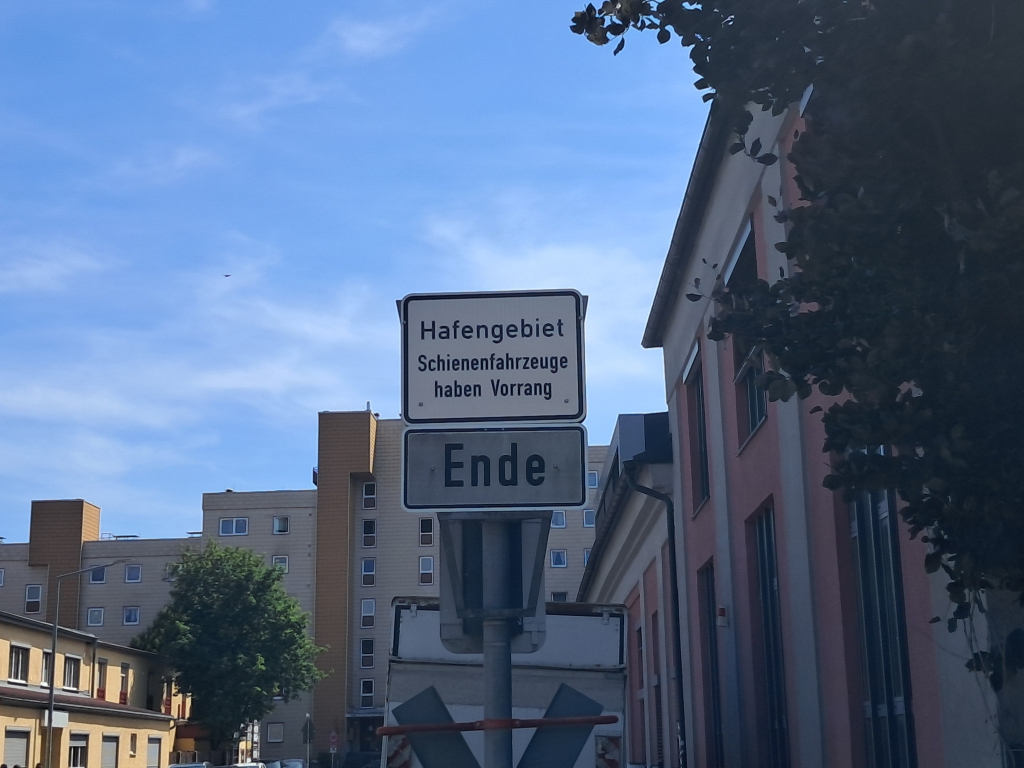 Hafengebiet
Schienenfahrzeuge
haben Vorrang
Ende